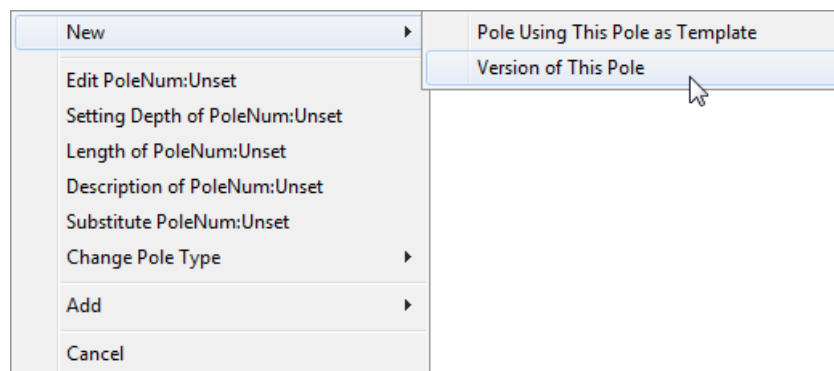 New
Pole Using This Pole as Template
Version of This Pole
Edit PoleNum:Unset
Setting Depth of PoleNum:Unset
Length of PoleNum:Unset
Description of PoleNum:Unset
Substitute PoleNum:Unset
Change Pole Type
Add
Cancel